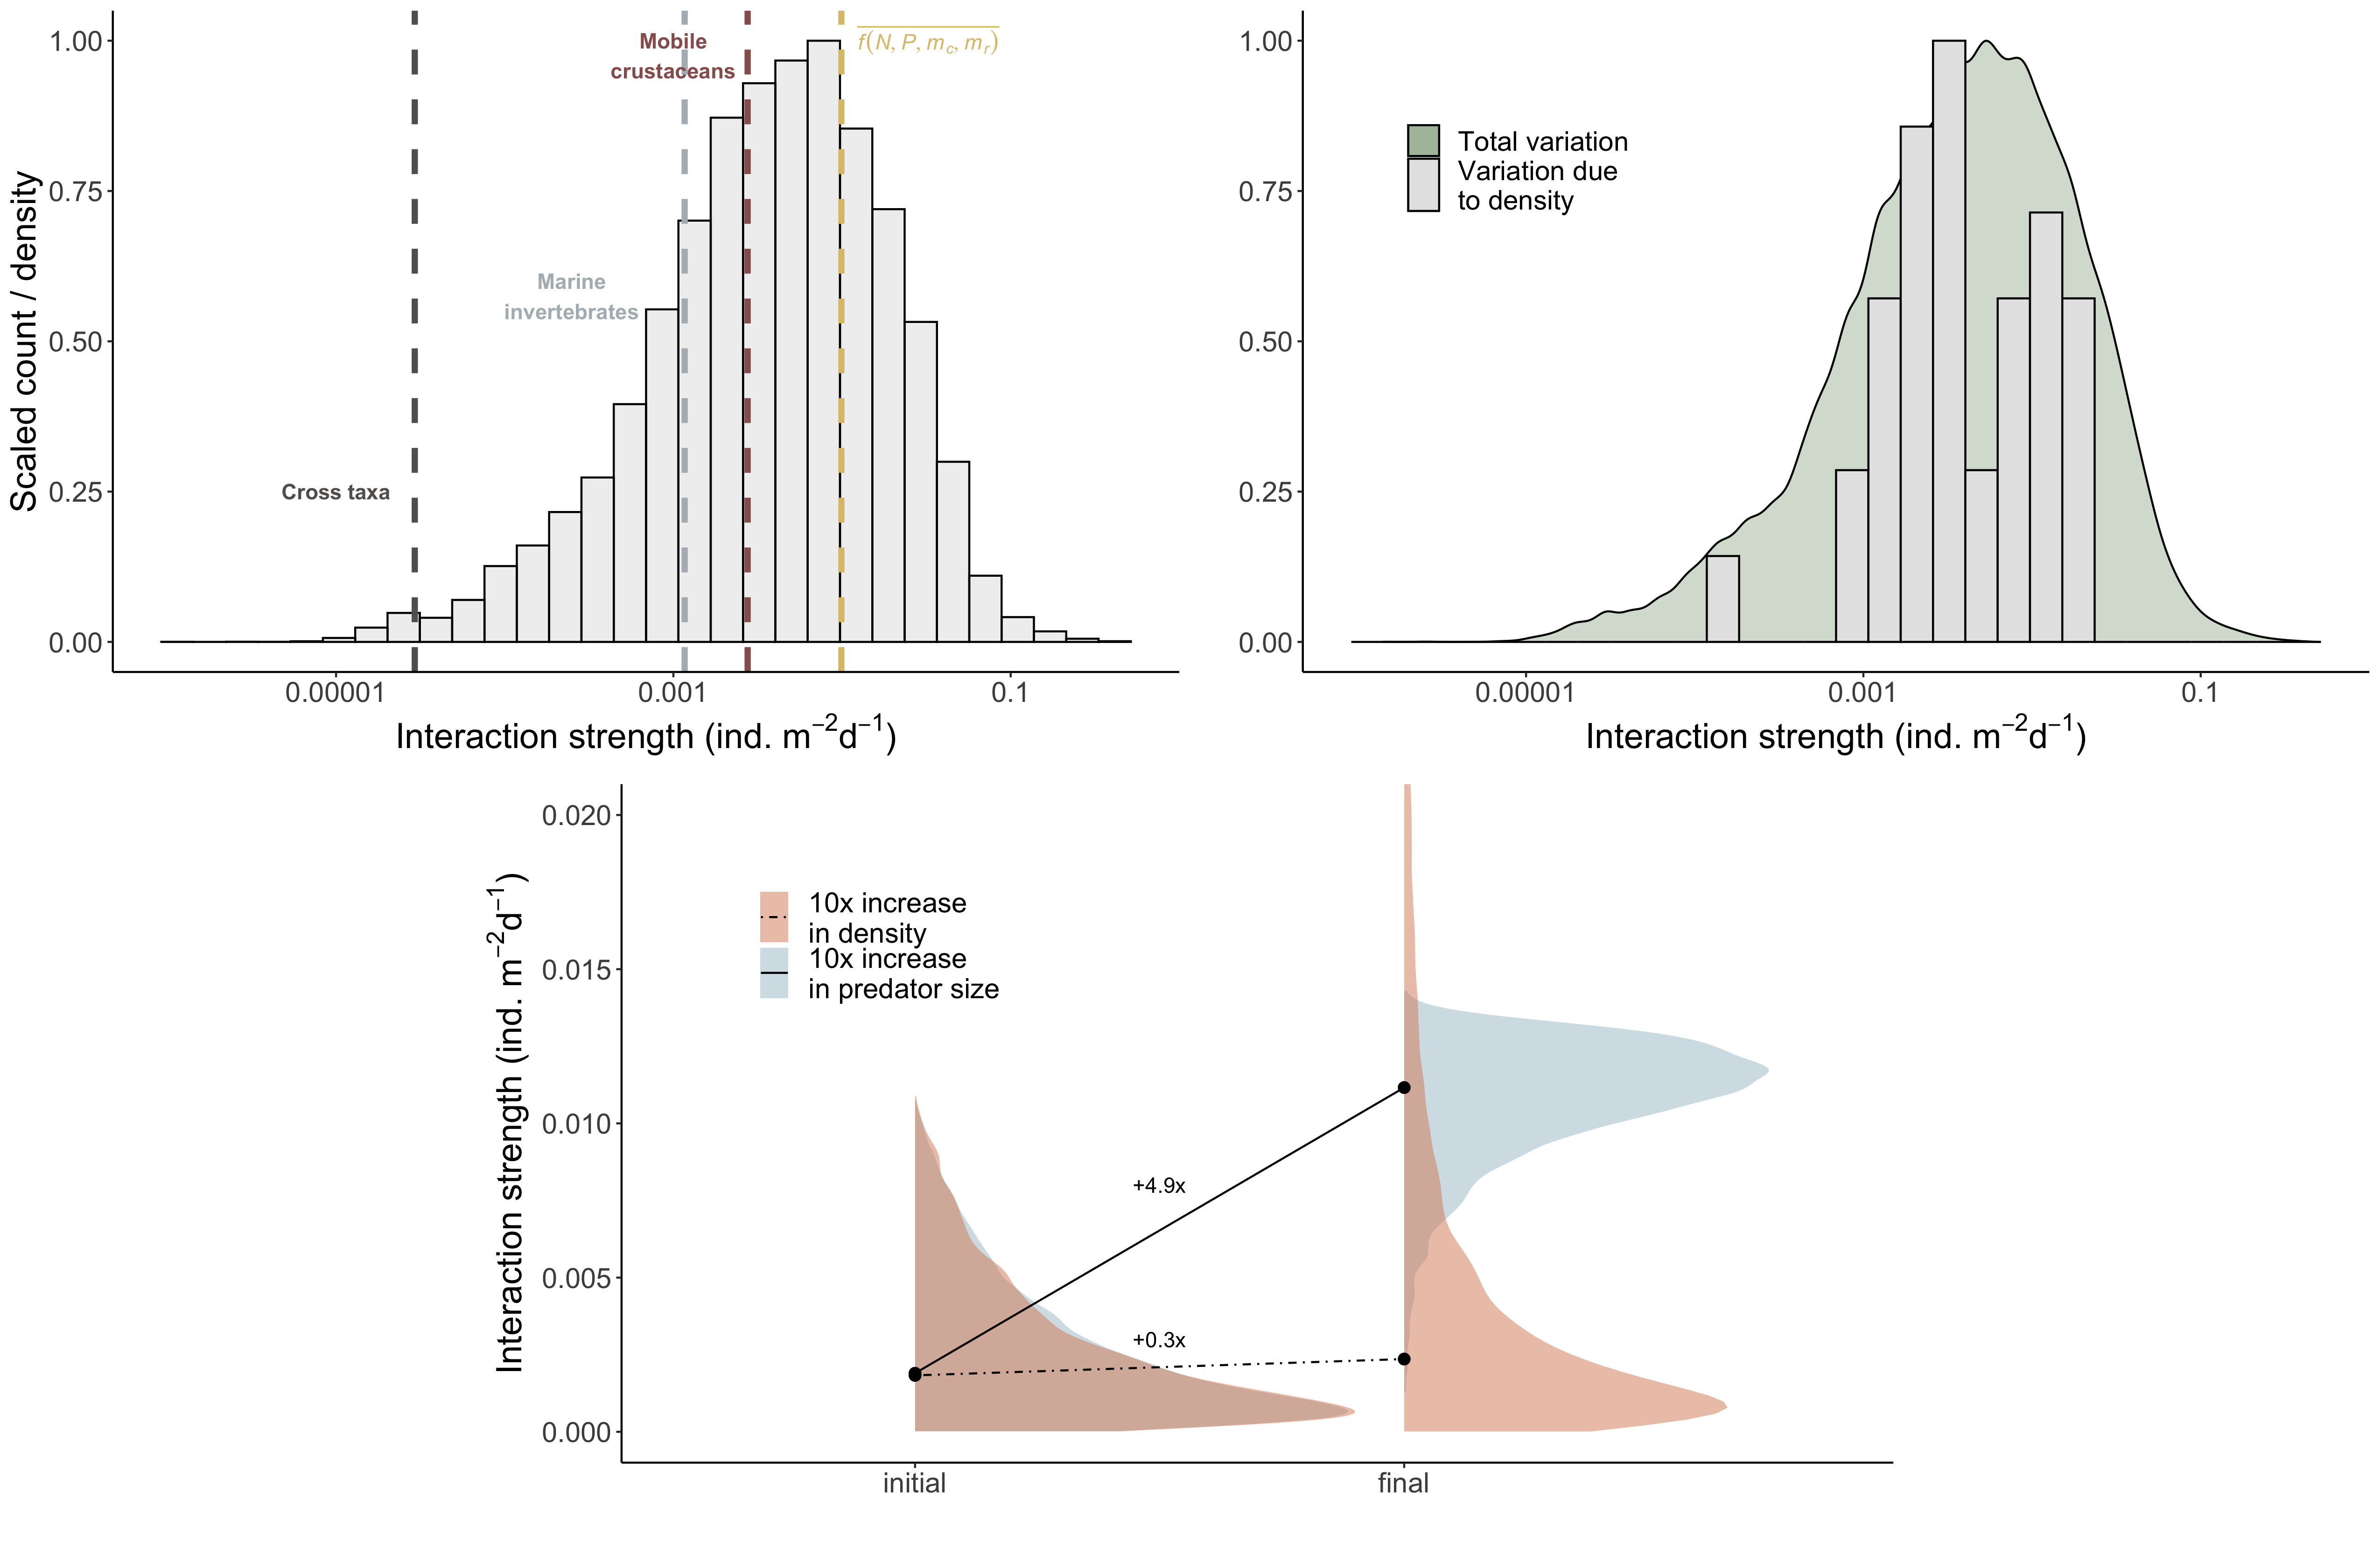 Scaled count / density
1.00
0.75
0.50
0.25
0.00
Mobile
crustaceans
f(N, P, m_c, m_r)
Marine
invertebrates
Cross taxa
0.00001
0.001
0.1
Interaction strength (ind. m⁻²d⁻¹)
1.00
0.75
0.50
0.25
0.00
Total variation
Variation due
to density
0.00001
0.001
0.1
Interaction strength (ind. m⁻²d⁻¹)
Interaction strength (ind. m⁻²d⁻¹)
0.020
0.015
0.010
0.005
0.000
10x increase
in density
10x increase
in predator size
+4.9x
+0.3x
initial
final